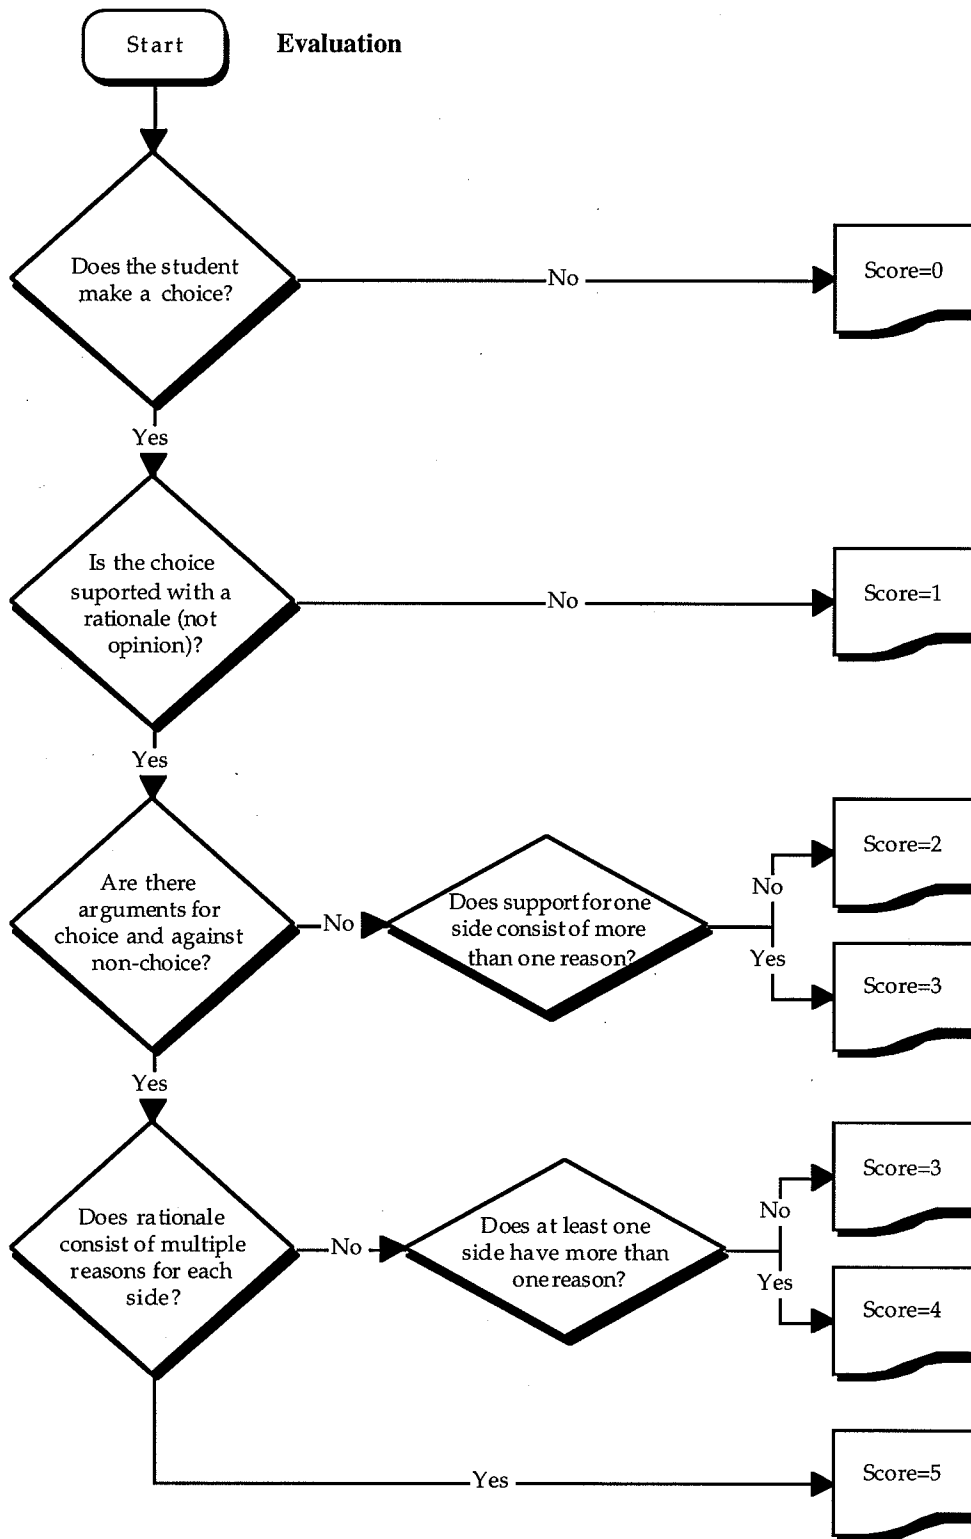 Start
Evaluation
Does the student
make a choice?
No
Score=0
Yes
Is the choice
suported with a
rationale (not
opinion)?
No
Score=1
Yes
Are there
arguments for
choice and against
non-choice?
No
Does support for one
side consist of more
than one reason?
No
Score=2
Yes
Score=3
Yes
Does rationale
consist of multiple
reasons for each
side?
No
Does at least one
side have more than
one reason?
No
Score=3
Yes
Score=4
Yes
Score=5